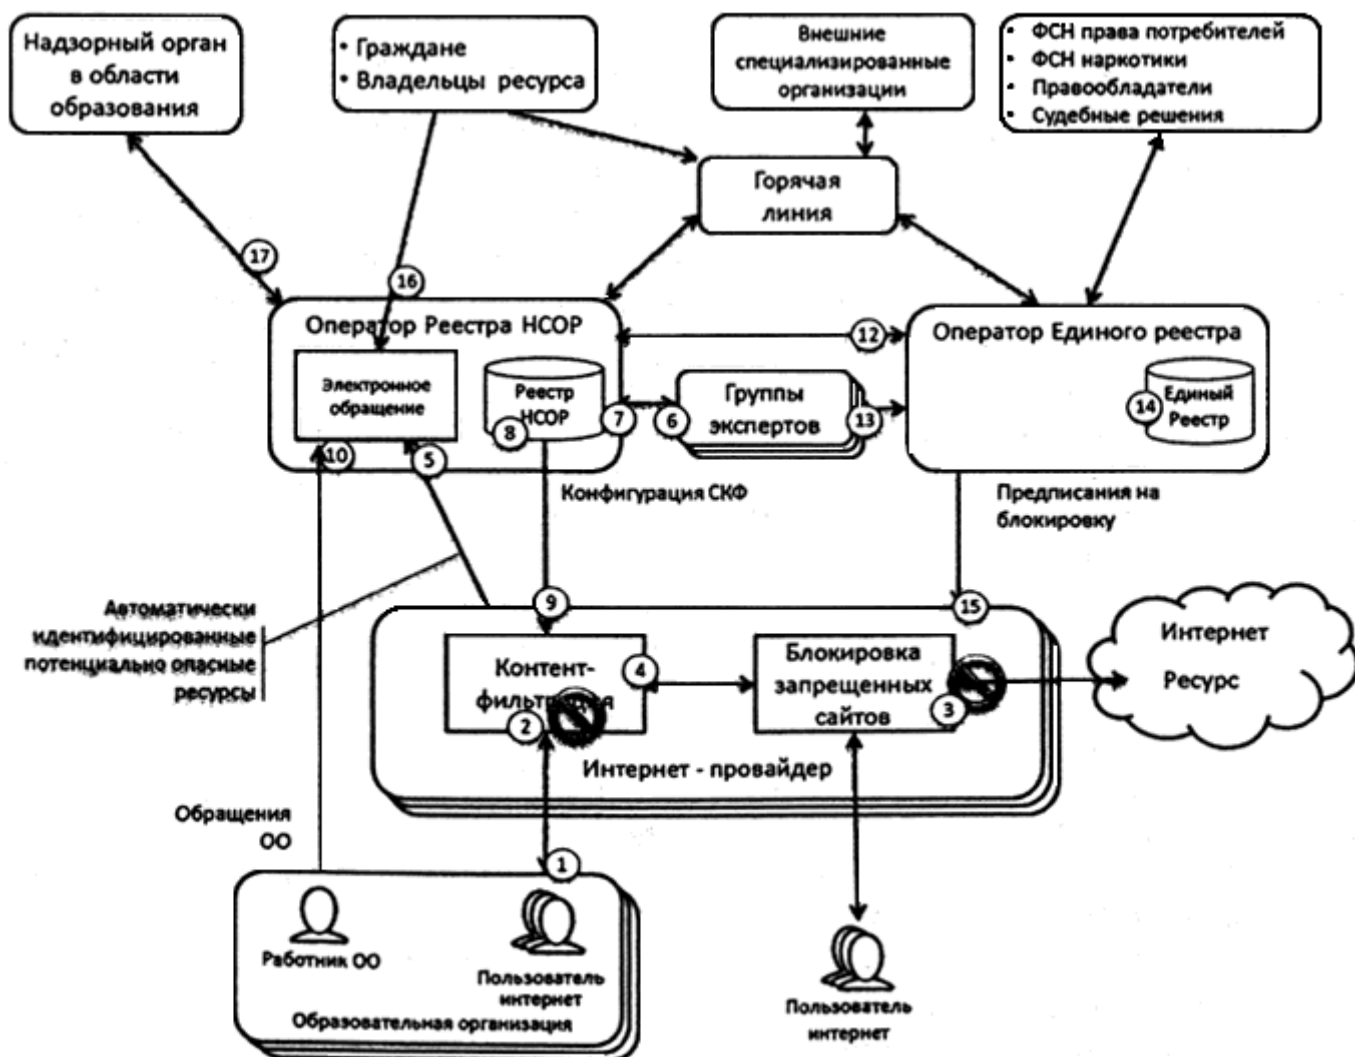 Надзорный орган
в области
образования
• Граждане
• Владельцы ресурса
Внешние
специализированные
организации
• ФСН права потребителей
• ФСН наркотики
• Правообладатели
• Судебные решения
Горячая
линия
17
16
Оператор Реестра НСОР
12
Оператор Единого реестра
Электронное
обращение
Реестр
НСОР
8
7
6
Группы
экспертов
13
14
Единый
Реестр
10
5
Конфигурация СКФ
Предписания на
блокировку
Автоматически
идентифицированные
потенциально опасные
ресурсы
9
15
Контент-
фильтрация
2
4
Блокировка
запрещенных
сайтов
3
Интернет
Ресурс
Интернет - провайдер
Обращения
ОО
1
Работник ОО
Пользователь
интернет
Образовательная организация
Пользователь
интернет